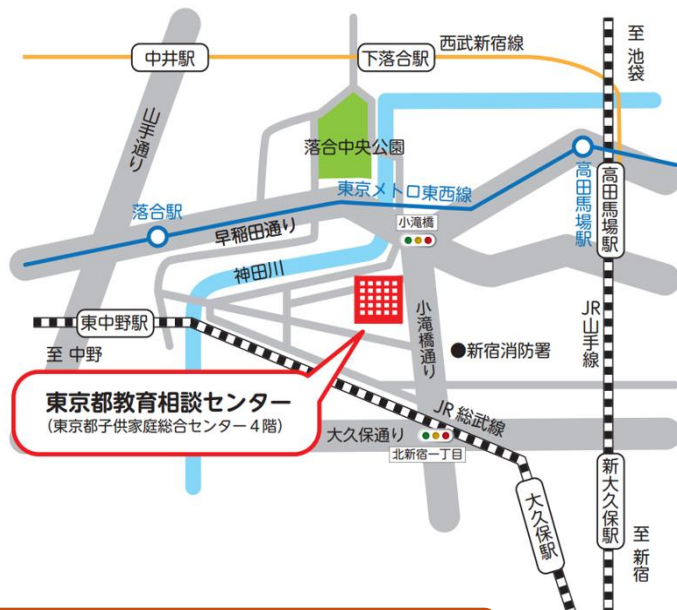 西武新宿線
至 池袋
中井駅
下落合駅
山手通り
落合中央公園
東京メトロ東西線
高田馬場駅
高田馬場駅
落合駅
早稲田通り
小滝橋
神田川
小滝橋通り
JR山手線
東中野駅
至 中野
新宿消防署
東京都教育相談センター
(東京都子供家庭総合センター4階)
JR 総武線
大久保通り
北新宿一丁目
大久保駅
新大久保駅
至 新宿